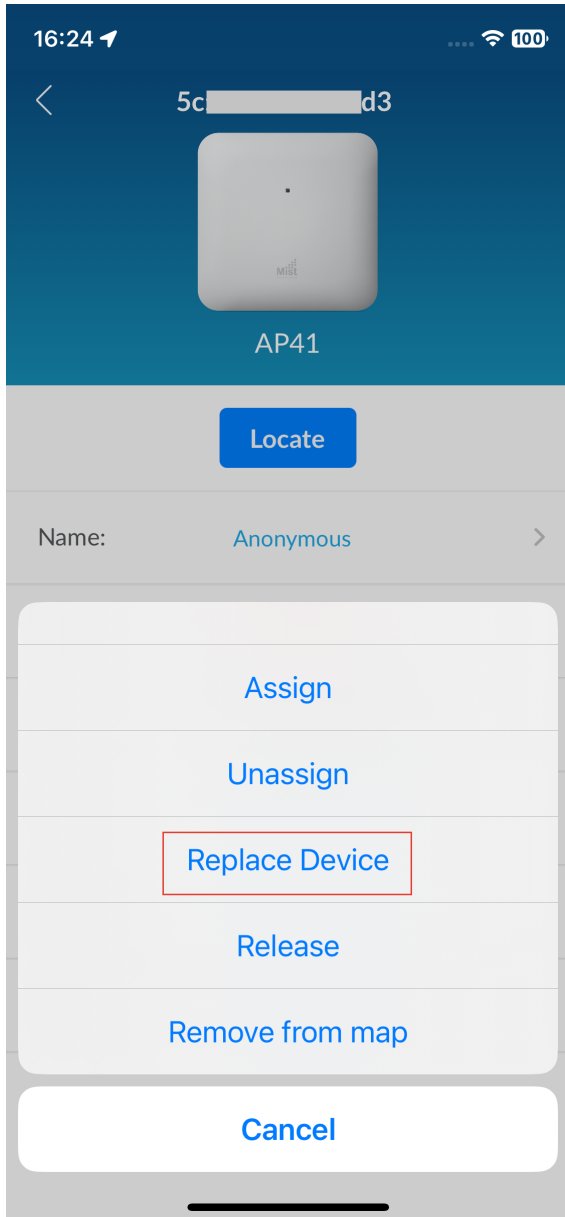 16:24
100
5c d3
Mist
AP41
Locate
Name: Anonymous
Assign
Unassign
Replace Device
Release
Remove from map
Cancel